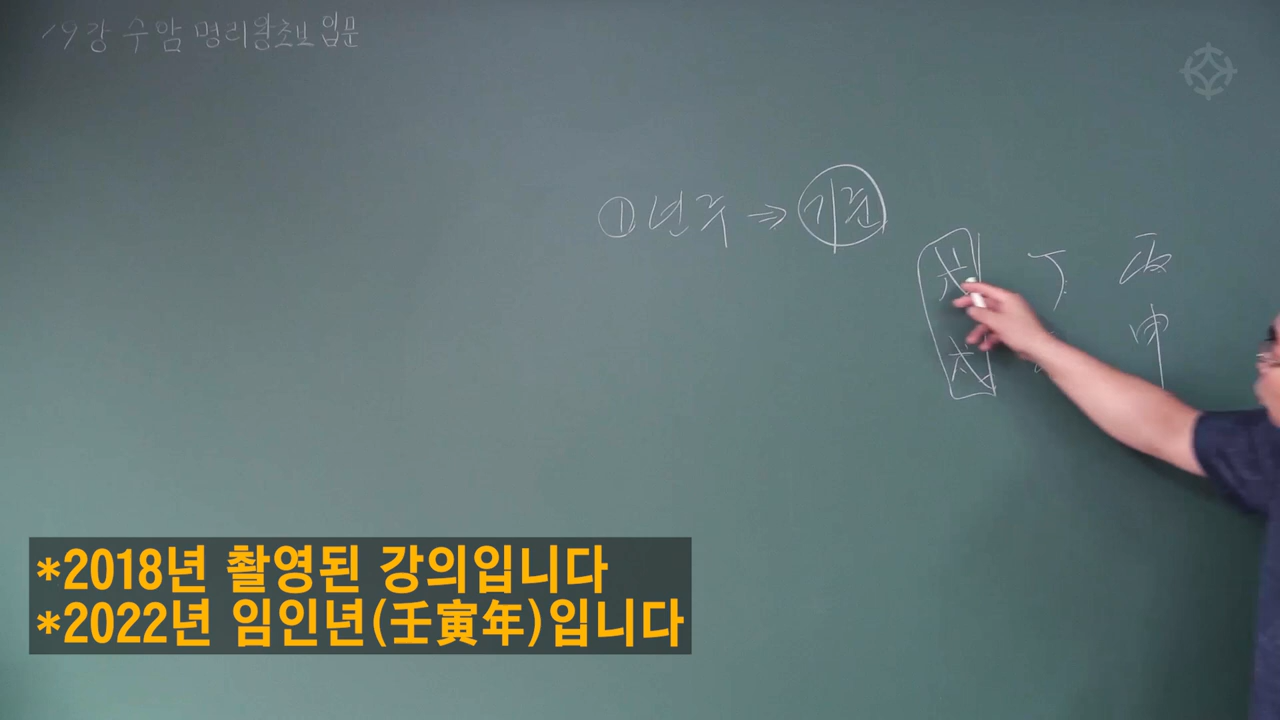 19강 수암 명리왕초보 입문
① 년주 ⇒ 기준
戊 丁 丙
戌 申
*2018년 촬영된 강의입니다
*2022년 임인년(壬寅年)입니다